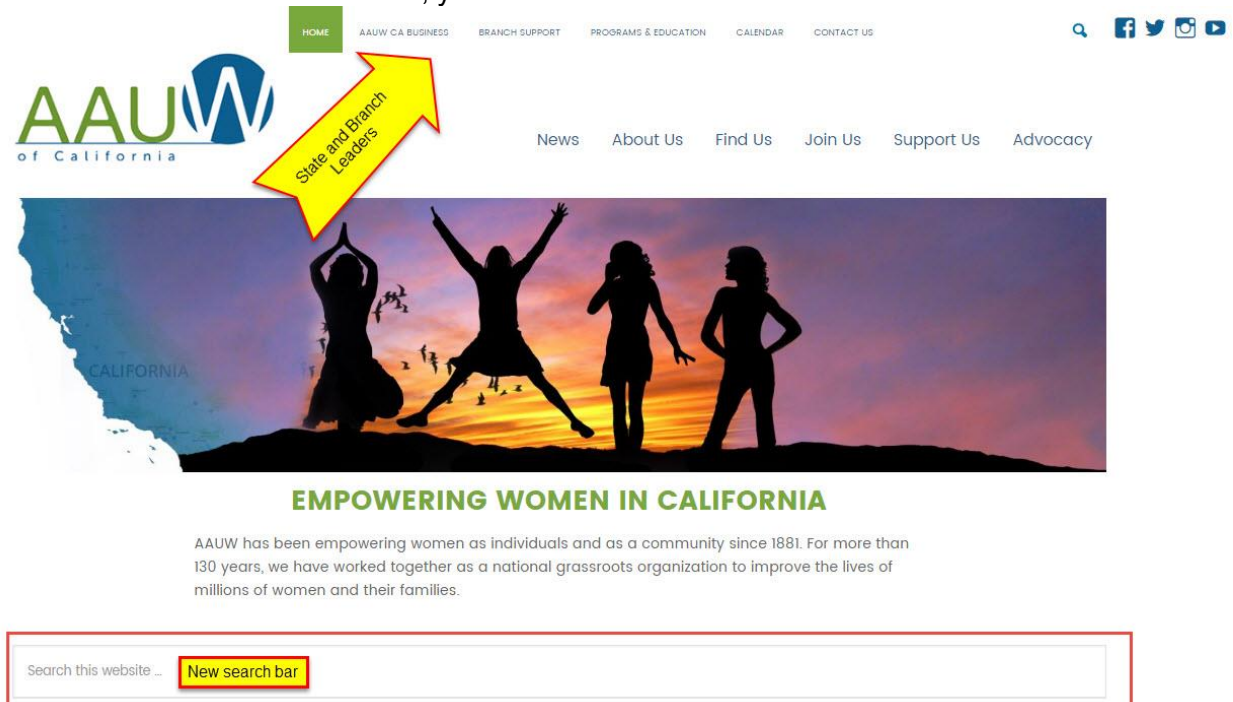 HOME AAUW CA BUSINESS BRANCH SUPPORT PROGRAMS & EDUCATION CALENDAR CONTACT US
AAUW
of California
State and Branch
Leaders
News About Us Find Us Join Us Support Us Advocacy
CALIFORNIA
EMPOWERING WOMEN IN CALIFORNIA
AAUW has been empowering women as individuals and as a community since 1881. For more than
130 years, we have worked together as a national grassroots organization to improve the lives of
millions of women and their families.
Search this website … New search bar